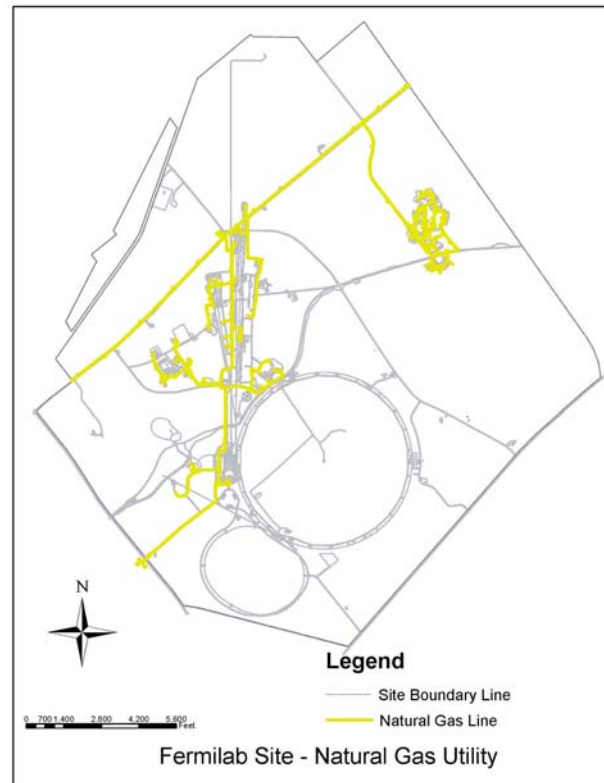 N
Legend
Site Boundary Line
Natural Gas Line
0 700 1,400 2,800 4,200 5,600
Feet
Fermilab Site - Natural Gas Utility